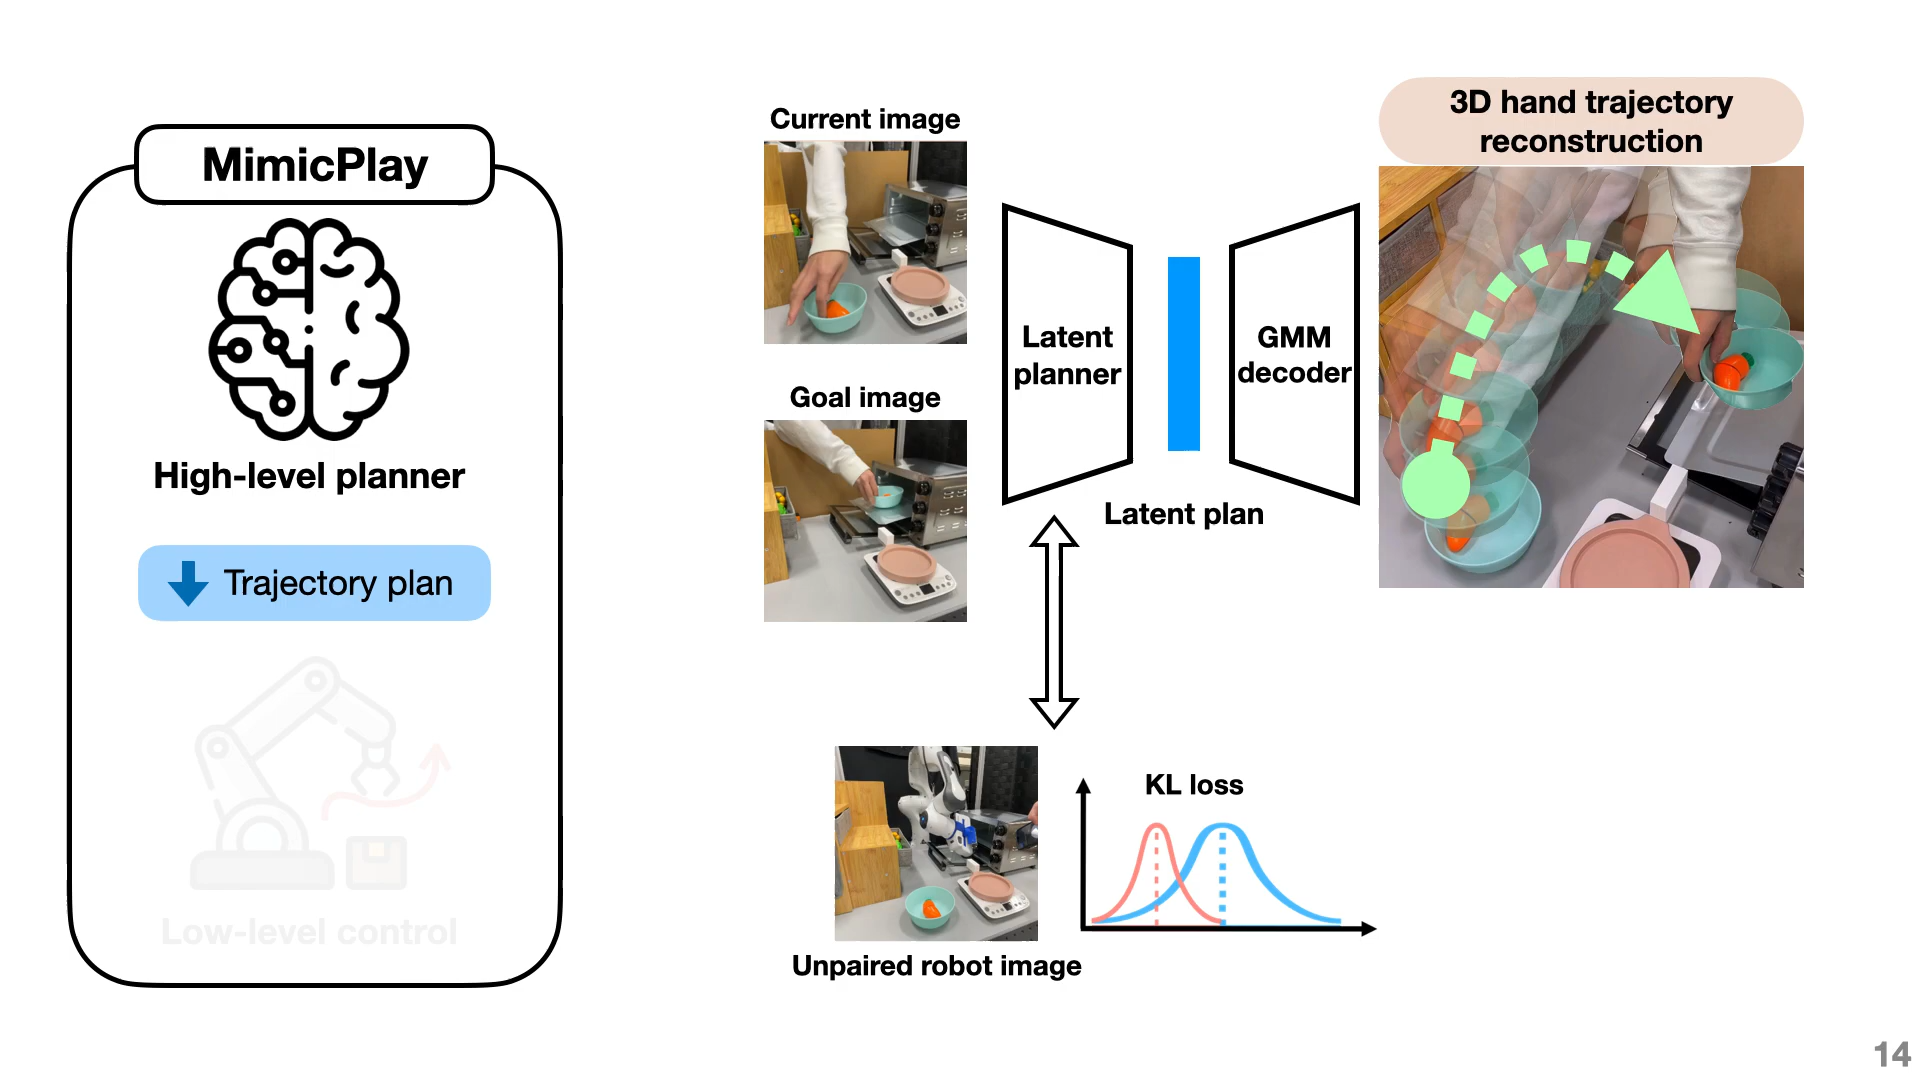 MimicPlay
High-level planner
Trajectory plan
Low-level control
Current image
Goal image
Latent
planner
Latent plan
GMM
decoder
3D hand trajectory
reconstruction
KL loss
Unpaired robot image
14